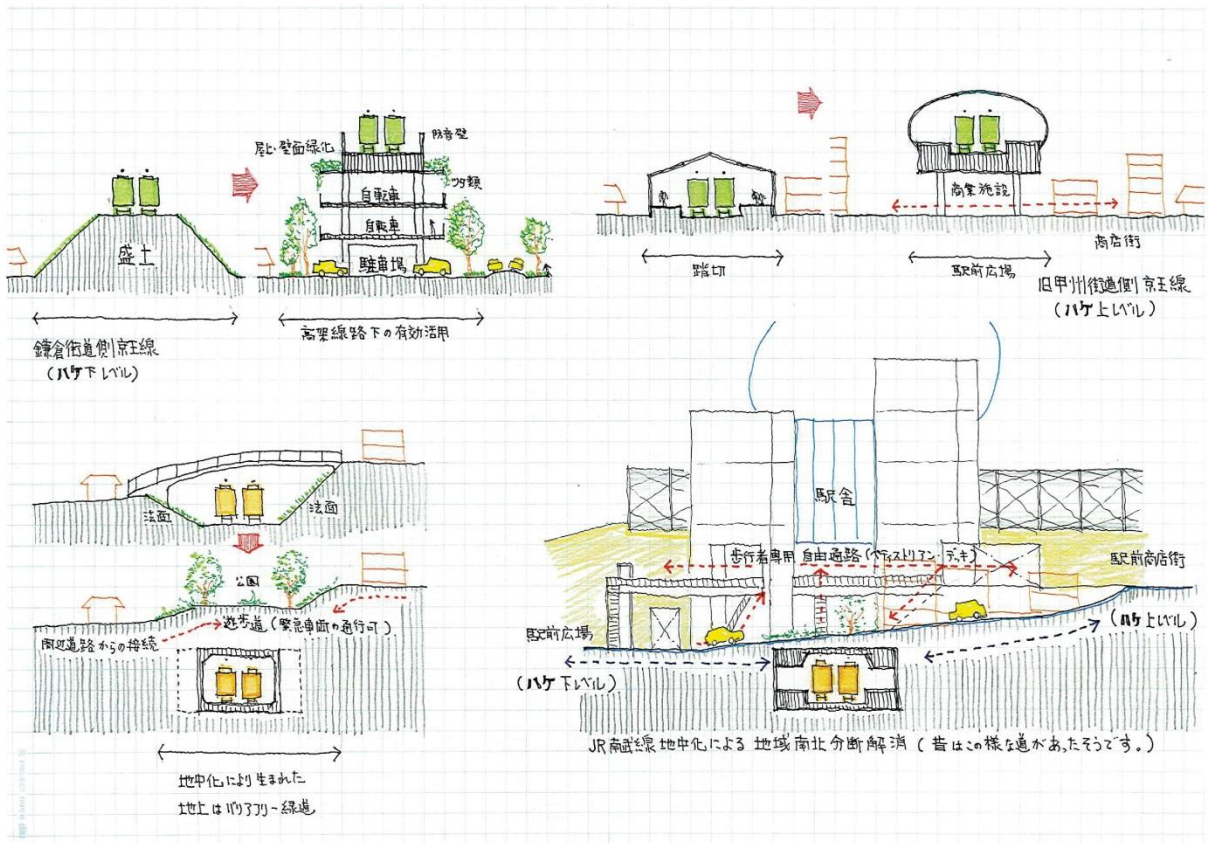 屋上・壁面緑化
防音壁
ツタ類
自転車
自転車
駐車場
盛土
鎌倉街道側京王線
(ハケ下レベル)
高架線路下の有効活用
踏切
商業施設
商店街
駅前広場
旧甲州街道側京王線
(ハケ上レベル)
法面
法面
公園
遊歩道(緊急車両の通行可)
周辺道路からの接続
地中化により生まれた
地上はバリアフリー緑道
駅舎
歩行者専用 自由通路(ペディストリアン・デッキ)
駅前商店街
駅前広場
(ハケ上レベル)
(ハケ下レベル)
JR南武線地中化による地域南北分断解消(昔はこの様な道があったそうです。)